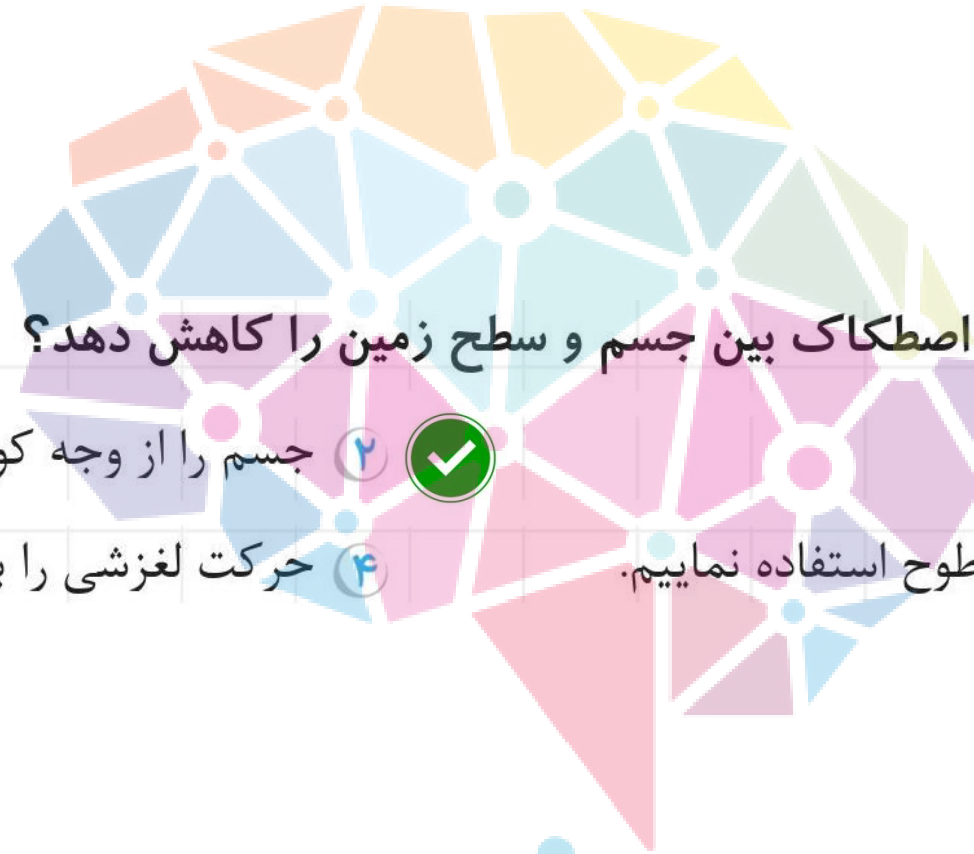 اصطکاک بین جسم و سطح زمین را کاهش دهد؟
۲ جسم را از وجه
طوح استفاده نماییم. ۴ حرکت لغزشی را